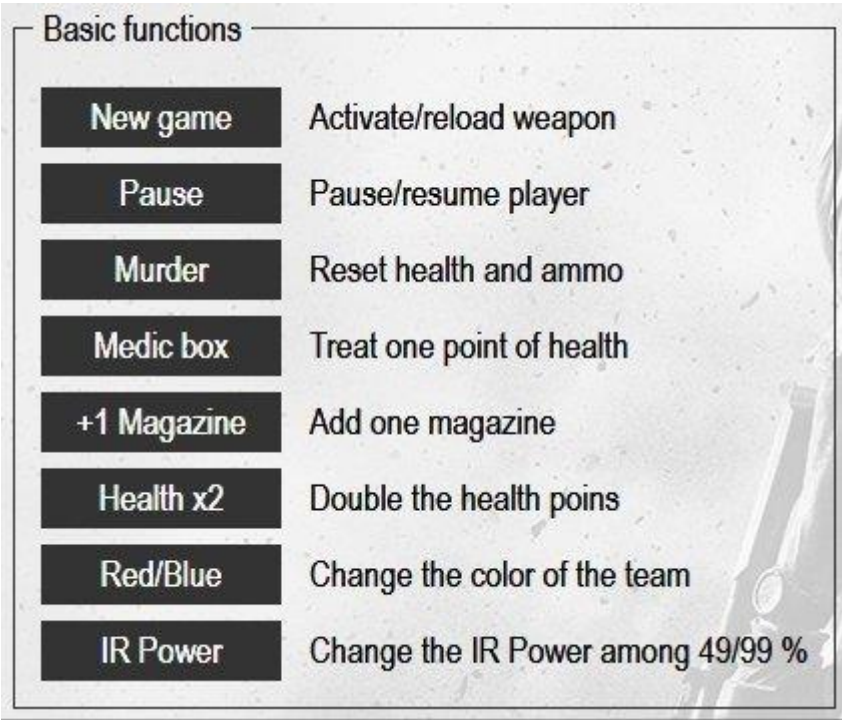 Basic functions
New game Activate/reload weapon
Pause Pause/resume player
Murder Reset health and ammo
Medic box Treat one point of health
+1 Magazine Add one magazine
Health x2 Double the health poins
Red/Blue Change the color of the team
IR Power Change the IR Power among 49/99 %